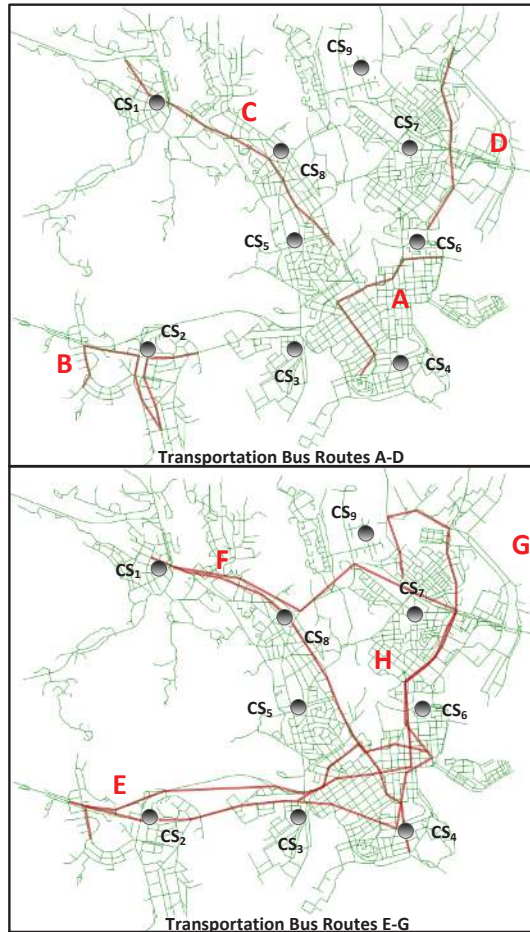 CS9
CS1
C
CS7
D
CS8
CS5
CS6
A
CS2
B
CS3
CS4
Transportation Bus Routes A-D
CS9
G
F
CS1
CS7
CS8
H
CS5
CS6
E
CS2
CS3
CS4
Transportation Bus Routes E-G